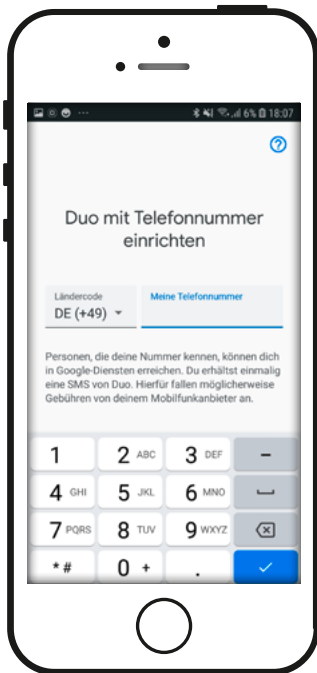 6% 18:07
Duo mit Telefonnummer
einrichten
Ländercode
Meine Telefonnummer
DE (+49)
Personen, die deine Nummer kennen, können dich
in Google-Diensten erreichen. Du erhältst einmalig
eine SMS von Duo. Hierfür fallen möglicherweise
Gebühren von deinem Mobilfunkanbieter an.
1 2 ABC 3 DEF –
4 GHI 5 JKL 6 MNO
7 PQRS 8 TUV 9 WXYZ
* # 0 + .